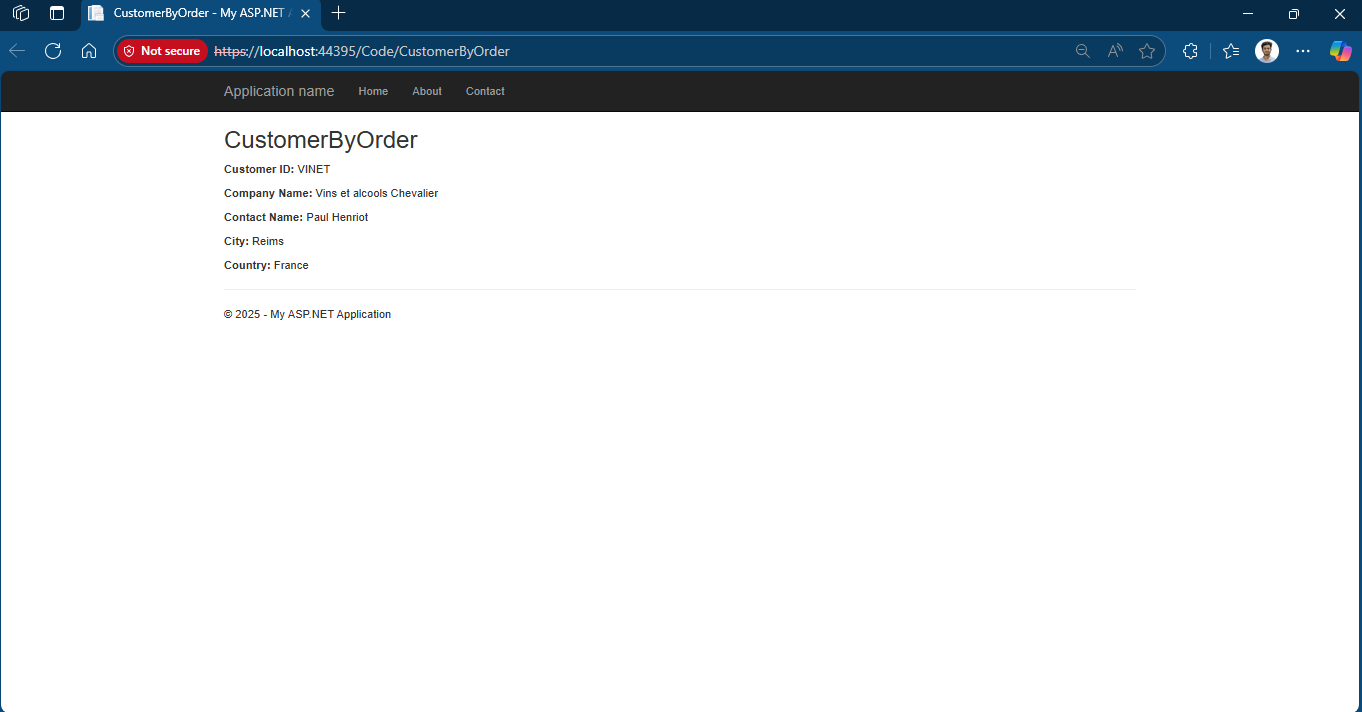 CustomerByOrder - My ASP.NET A
Not secure https://localhost:44395/Code/CustomerByOrder
Application name Home About Contact
CustomerByOrder
Customer ID: VINET
Company Name: Vins et alcools Chevalier
Contact Name: Paul Henriot
City: Reims
Country: France
© 2025 - My ASP.NET Application